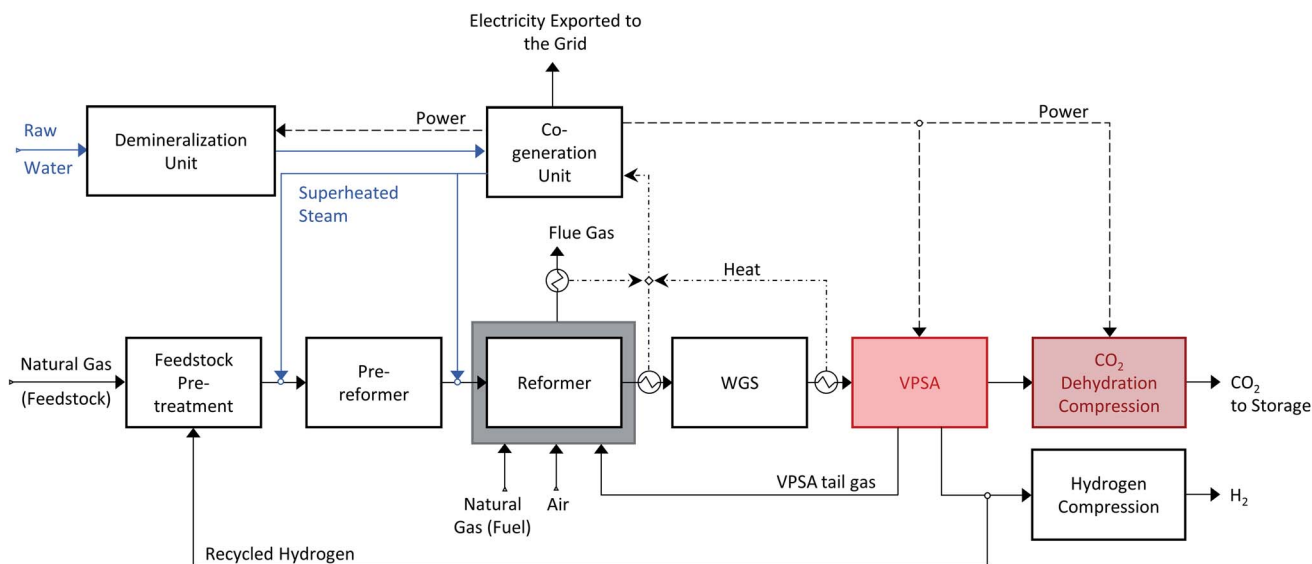 Electricity Exported to
the Grid
Raw
Water
Demineralization
Unit
Power
Co-
generation
Unit
Power
Superheated
Steam
Flue Gas
Heat
Natural Gas
(Feedstock)
Feedstock
Pre-
treatment
Pre-
reformer
Reformer
WGS
VPSA
CO2
Dehydration
Compression
CO2
to Storage
VPSA tail gas
Natural
Gas (Fuel)
Air
Hydrogen
Compression
H2
Recycled Hydrogen